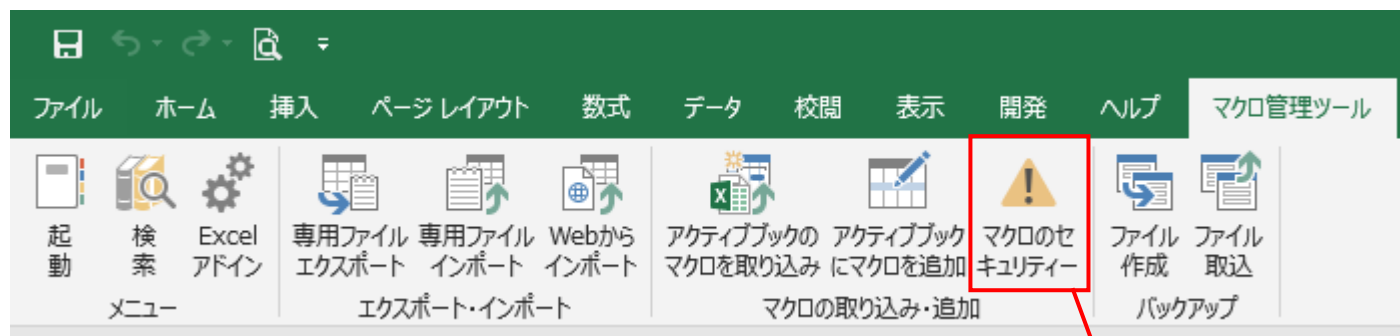 ファイル ホーム 挿入 ページ レイアウト 数式 データ 校閲 表示 開発 ヘルプ マクロ管理ツール
起動
検索
Excel
アドイン
専用ファイル
エクスポート
専用ファイル
インポート
Webから
インポート
アクティブブックの
マクロを取り込み
アクティブブック
にマクロを追加
マクロのセ
キュリティー
ファイル
作成
ファイル
取込
メニュー エクスポート・インポート マクロの取り込み・追加 バックアップ